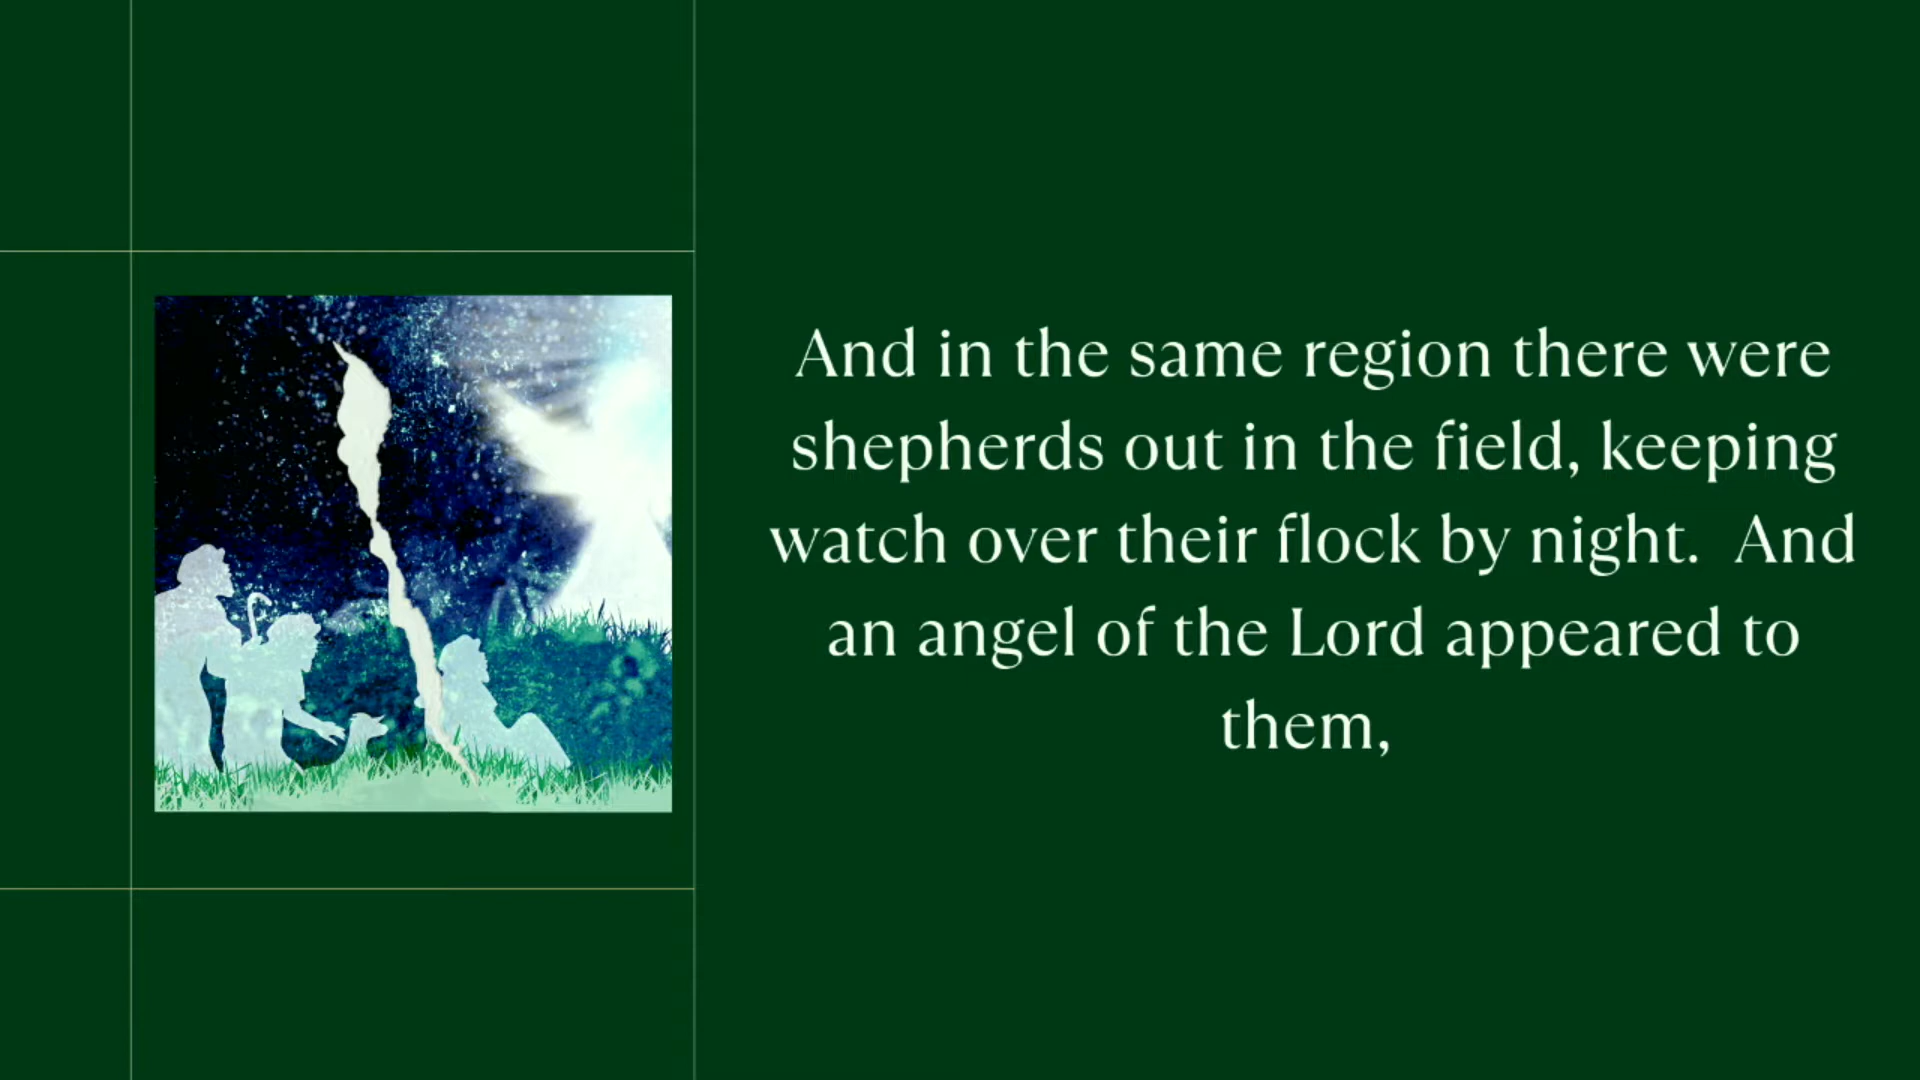 And in the same region there were
shepherds out in the field, keeping
watch over their flock by night.  And
an angel of the Lord appeared to
them,